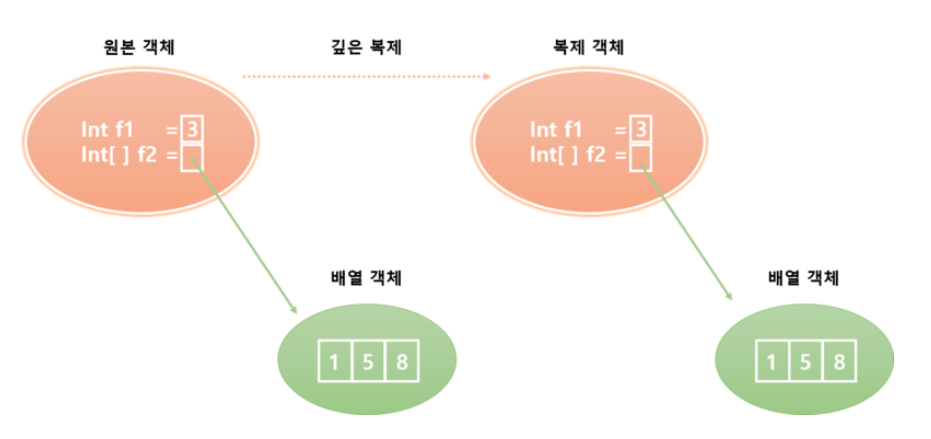 원본 객체
깊은 복제
복제 객체
Int f1 = 3
Int[ ] f2 =
Int f1 = 3
Int[ ] f2 =
배열 객체
배열 객체
1 5 8
1 5 8